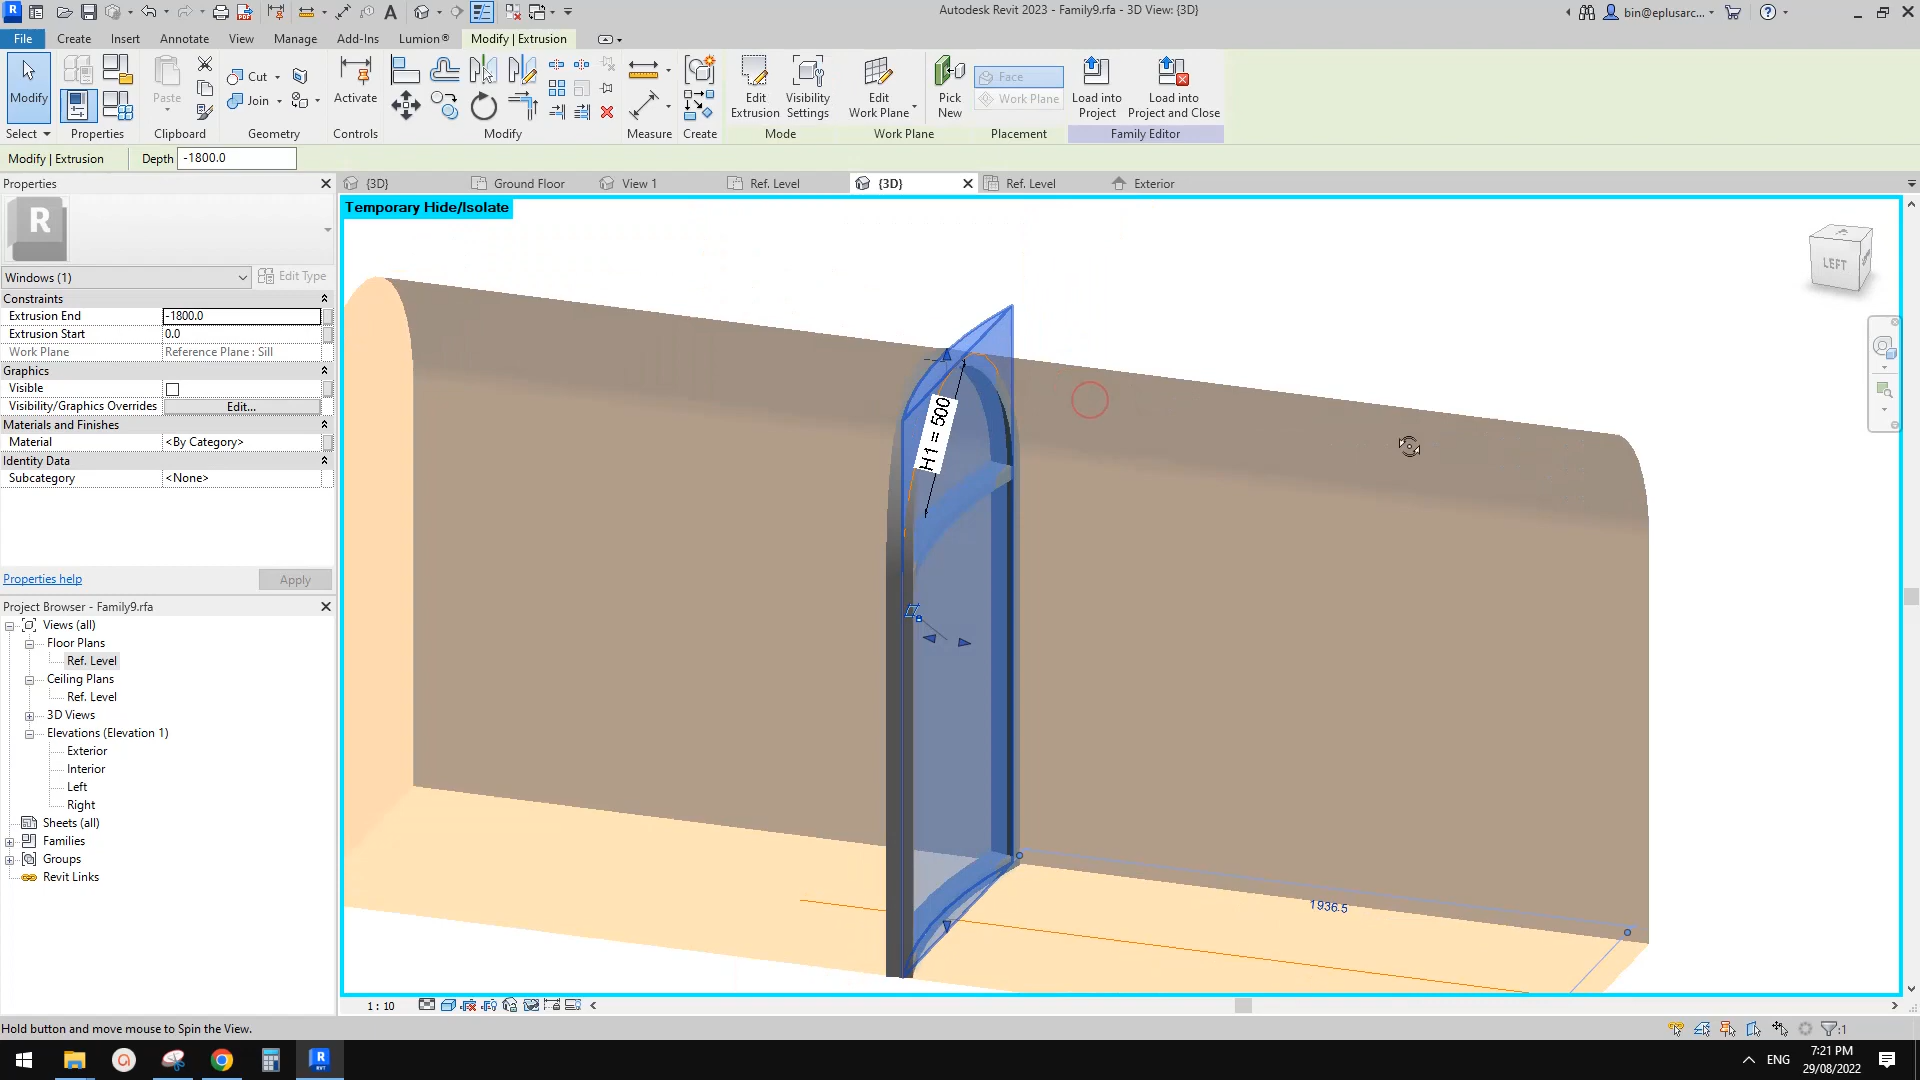 Autodesk Revit 2023 - Family9.rfa - 3D View: {3D}
bin@eplusarc...
File
Create
Insert
Annotate
View
Manage
Add-Ins
Lumion®
Modify | Extrusion
Modify
Paste
Cut
Join
Activate
Edit
Extrusion
Visibility
Settings
Edit
Work Plane
Pick
New
Face
Work Plane
Load into
Project
Load into
Project and Close
Select
Properties
Clipboard
Geometry
Controls
Modify
Measure
Create
Mode
Work Plane
Placement
Family Editor
Modify | Extrusion
Depth
-1800.0
Properties
{3D}
Ground Floor
View 1
Ref. Level
{3D}
Ref. Level
Exterior
Temporary Hide/Isolate
R
Windows (1)
Edit Type
Constraints
Extrusion End
-1800.0
Extrusion Start
0.0
Work Plane
Reference Plane : Sill
Graphics
Visible
Visibility/Graphics Overrides
Edit...
Materials and Finishes
Material
<By Category>
Identity Data
Subcategory
<None>
Properties help
Apply
Project Browser - Family9.rfa
Views (all)
Floor Plans
Ref. Level
Ceiling Plans
Ref. Level
3D Views
Elevations (Elevation 1)
Exterior
Interior
Left
Right
Sheets (all)
Families
Groups
Revit Links
LEFT
H1 = 500
1936.5
1 : 10
Hold button and move mouse to Spin the View.
:1
ENG
7:21 PM
29/08/2022